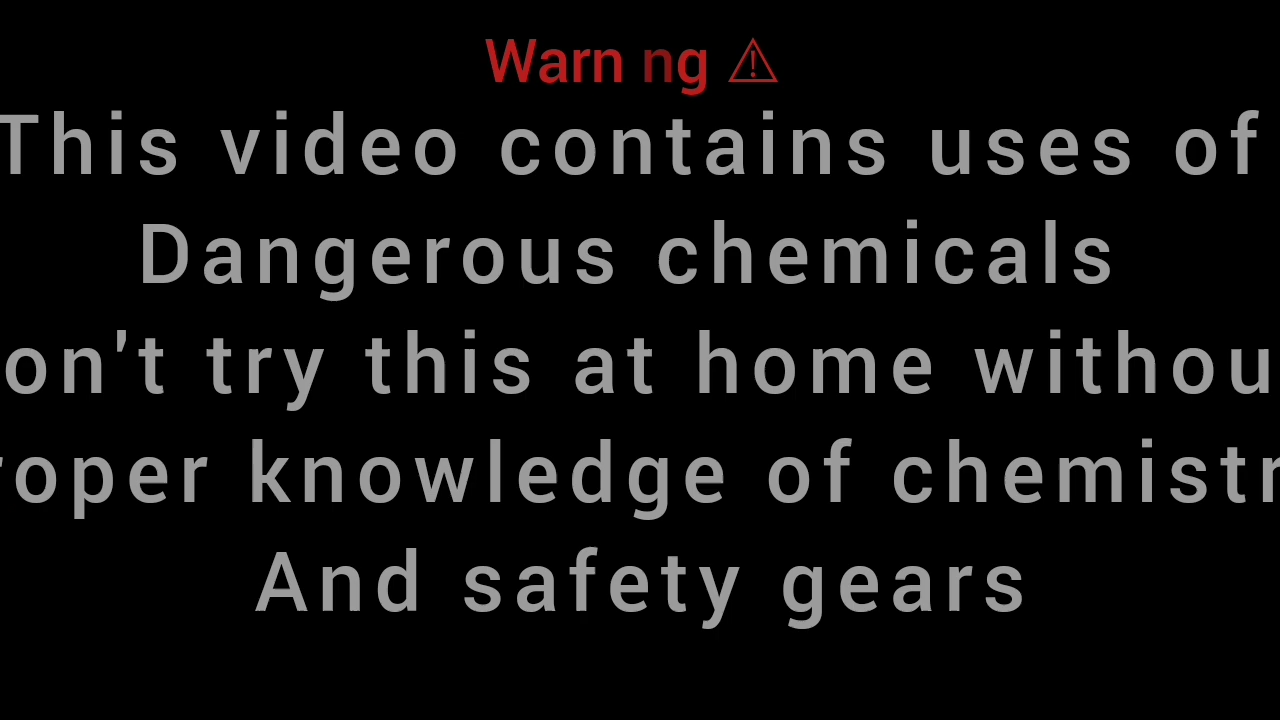 Warn ng ⚠
This video contains uses of
Dangerous chemicals
on't try this at home withou
roper knowledge of chemistr
And safety gears